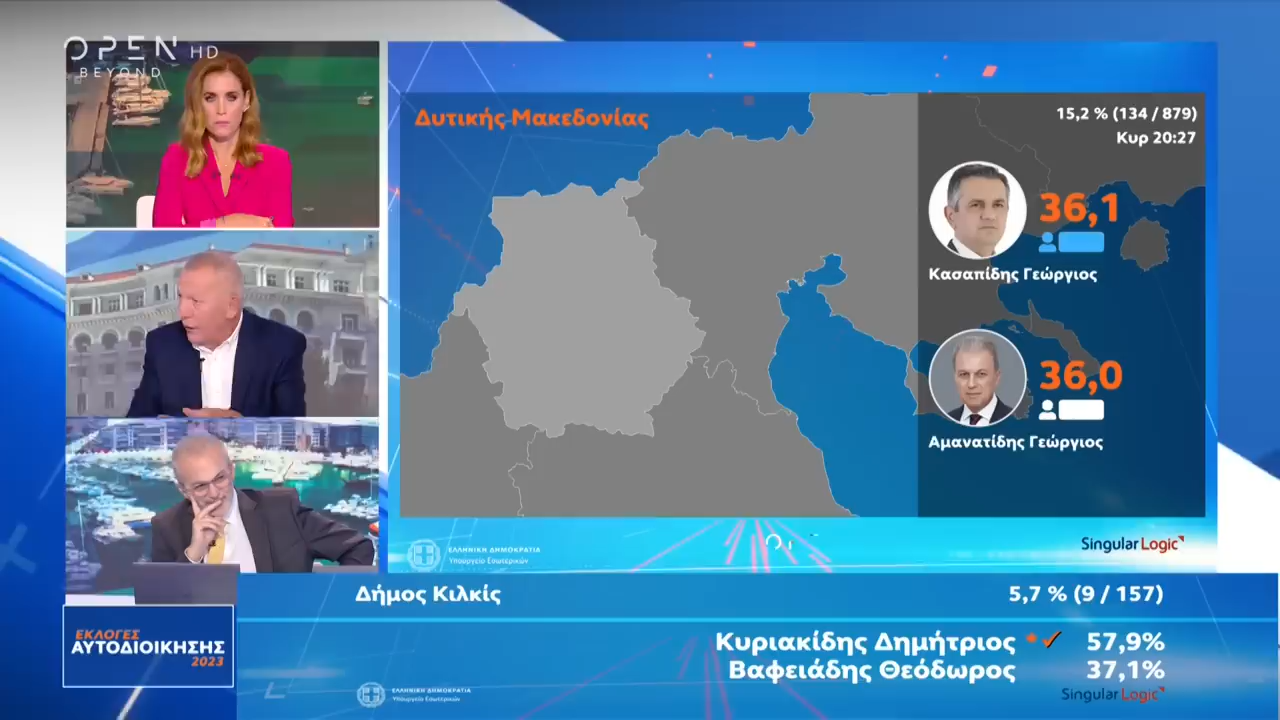 OPEN HD
BEYOND
Δυτικής Μακεδονίας
15,2 % (134 / 879)
Κυρ 20:27
36,1
Κασαπίδης Γεώργιος
36,0
Αμανατίδης Γεώργιος
ΕΛΛΗΝΙΚΗ ΔΗΜΟΚΡΑΤΙΑ
Υπουργείο Εσωτερικών
SingularLogic
Δήμος Κιλκίς 5,7 % (9 / 157)
ΕΚΛΟΓΕΣ
ΑΥΤΟΔΙΟΙΚΗΣΗΣ
2023
Κυριακίδης Δημήτριος * ✓ 57,9%
Βαφειάδης Θεόδωρος 37,1%
ΕΛΛΗΝΙΚΗ ΔΗΜΟΚΡΑΤΙΑ
Υπουργείο Εσωτερικών
SingularLogic